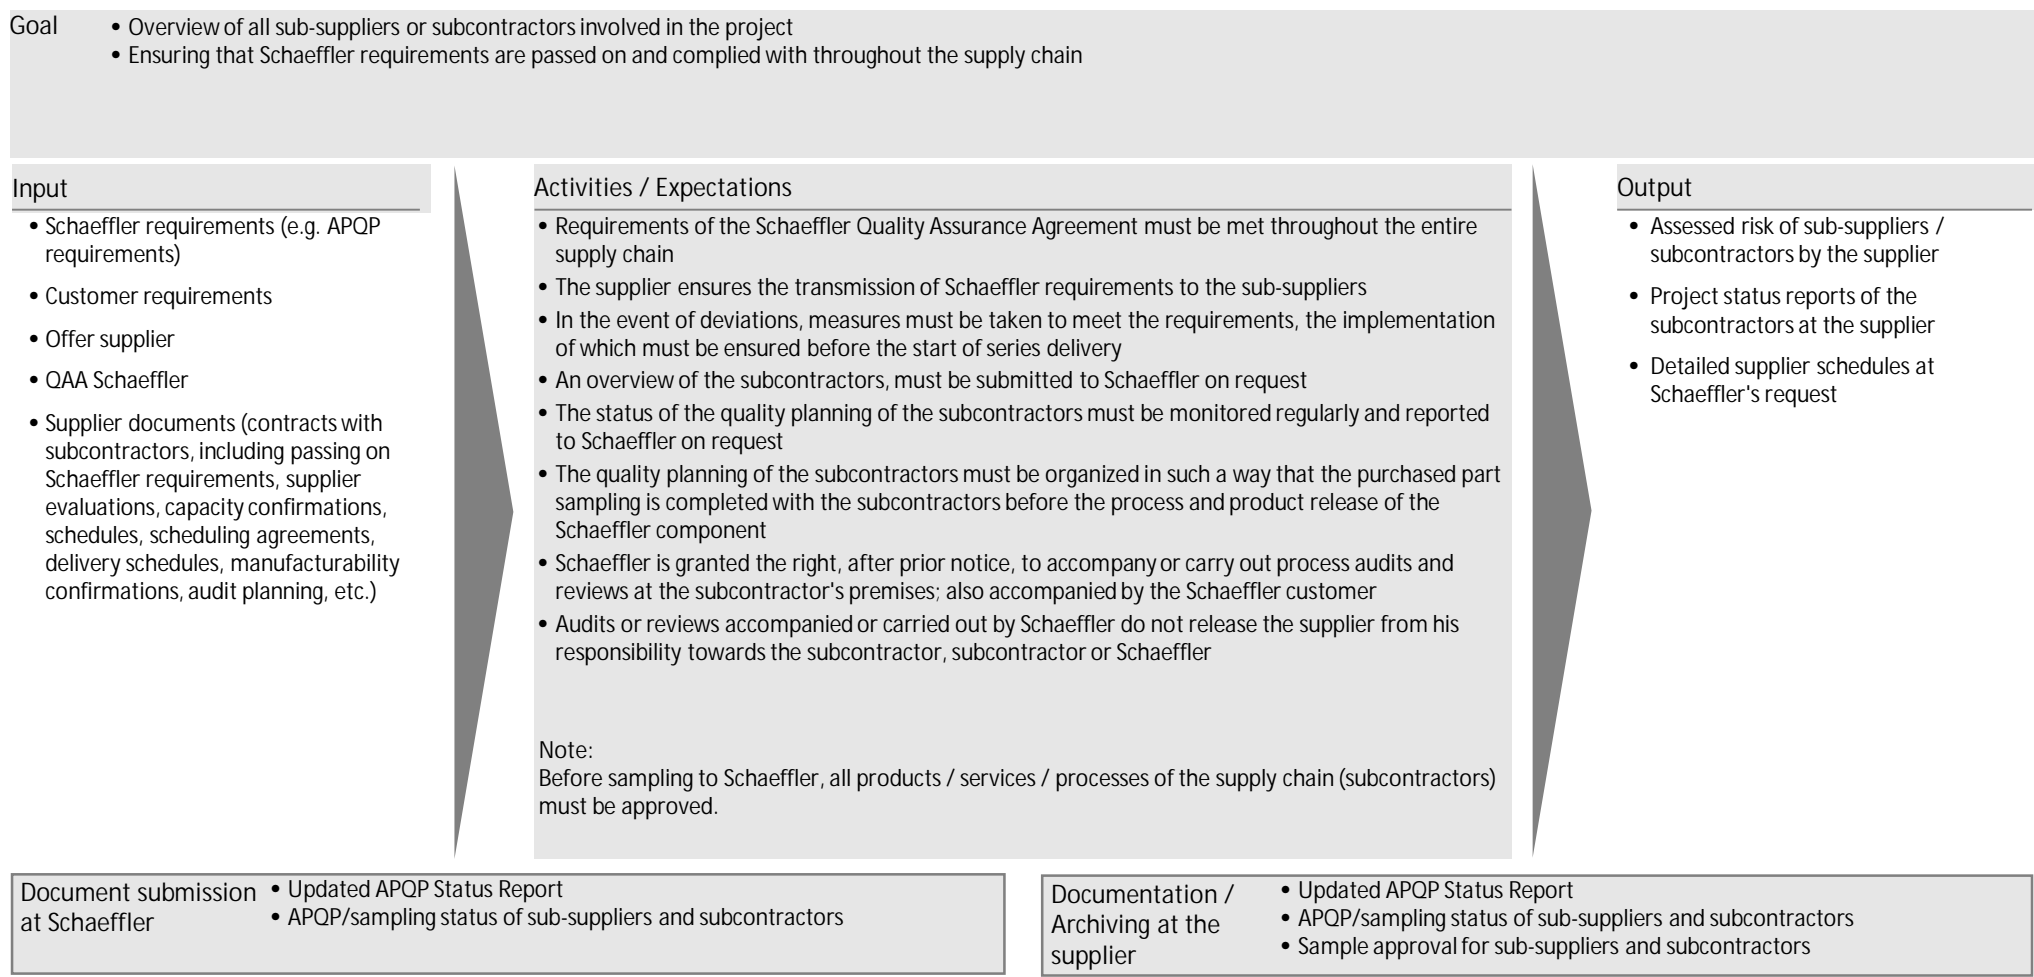 Goal
• Overview of all sub-suppliers or subcontractors involved in the project
• Ensuring that Schaeffler requirements are passed on and complied with throughout the supply chain
Input
• Schaeffler requirements (e.g. APQP
requirements)
• Customer requirements
• Offer supplier
• QAA Schaeffler
• Supplier documents (contracts with
subcontractors, including passing on
Schaeffler requirements, supplier
evaluations, capacity confirmations,
schedules, scheduling agreements,
delivery schedules, manufacturability
confirmations, audit planning, etc.)
Activities / Expectations
• Requirements of the Schaeffler Quality Assurance Agreement must be met throughout the entire
supply chain
• The supplier ensures the transmission of Schaeffler requirements to the sub-suppliers
• In the event of deviations, measures must be taken to meet the requirements, the implementation
of which must be ensured before the start of series delivery
• An overview of the subcontractors, must be submitted to Schaeffler on request
• The status of the quality planning of the subcontractors must be monitored regularly and reported
to Schaeffler on request
• The quality planning of the subcontractors must be organized in such a way that the purchased part
sampling is completed with the subcontractors before the process and product release of the
Schaeffler component
• Schaeffler is granted the right, after prior notice, to accompany or carry out process audits and
reviews at the subcontractor's premises; also accompanied by the Schaeffler customer
• Audits or reviews accompanied or carried out by Schaeffler do not release the supplier from his
responsibility towards the subcontractor, subcontractor or Schaeffler
Note:
Before sampling to Schaeffler, all products / services / processes of the supply chain (subcontractors)
must be approved.
Output
• Assessed risk of sub-suppliers /
subcontractors by the supplier
• Project status reports of the
subcontractors at the supplier
• Detailed supplier schedules at
Schaeffler's request
Document submission
at Schaeffler
• Updated APQP Status Report
• APQP/sampling status of sub-suppliers and subcontractors
Documentation /
Archiving at the
supplier
• Updated APQP Status Report
• APQP/sampling status of sub-suppliers and subcontractors
• Sample approval for sub-suppliers and subcontractors